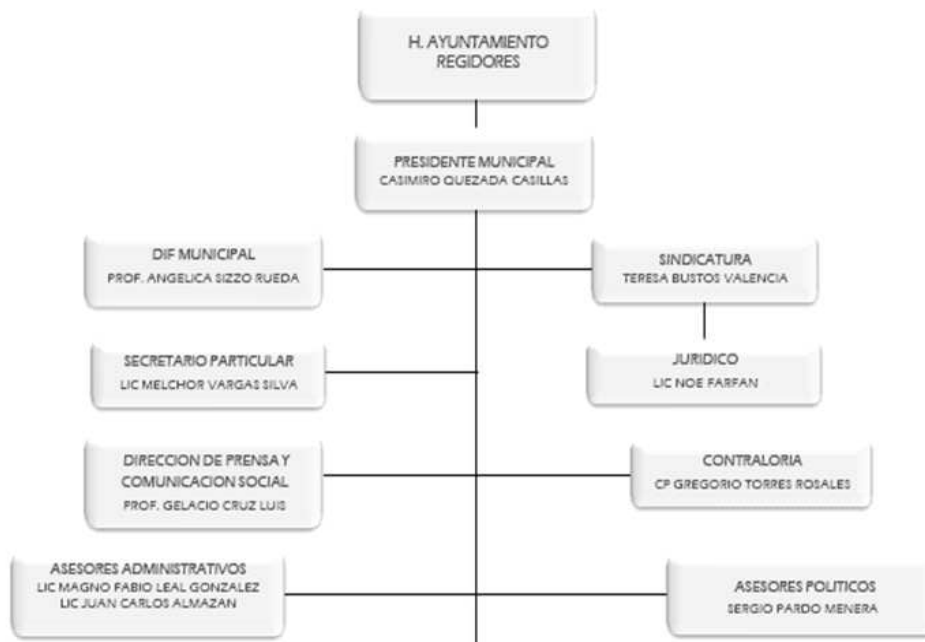 H. AYUNTAMIENTO
REGIDORES
PRESIDENTE MUNICIPAL
CASIMIRO QUEZADA CASILLAS
DIF MUNICIPAL
PROF. ANGELICA SIZZO RUEDA
SINDICATURA
TERESA BUSTOS VALENCIA
SECRETARIO PARTICULAR
LIC MELCHOR VARGAS SILVA
JURIDICO
LIC NOE FARFAN
DIRECCION DE PRENSA Y
COMUNICACION SOCIAL
PROF. GELACIO CRUZ LUIS
CONTRALORIA
CP GREGORIO TORRES ROSALES
ASESORES ADMINISTRATIVOS
LIC MAGNO FABIO LEAL GONZALEZ
LIC JUAN CARLOS ALMAZAN
ASESORES POLITICOS
SERGIO PARDO MENERA